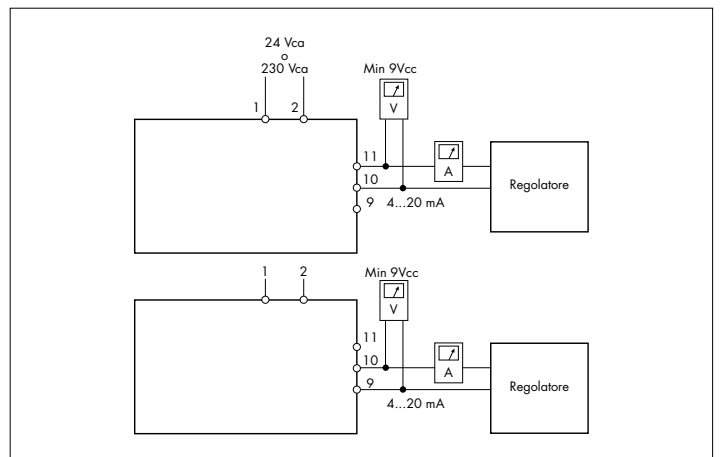 24 Vca
o
230 Vca
Min 9Vcc
1 2
V
11
A
10
Regolatore
9
4...20 mA
1 2
Min 9Vcc
V
11
10
A
9
Regolatore
4...20 mA